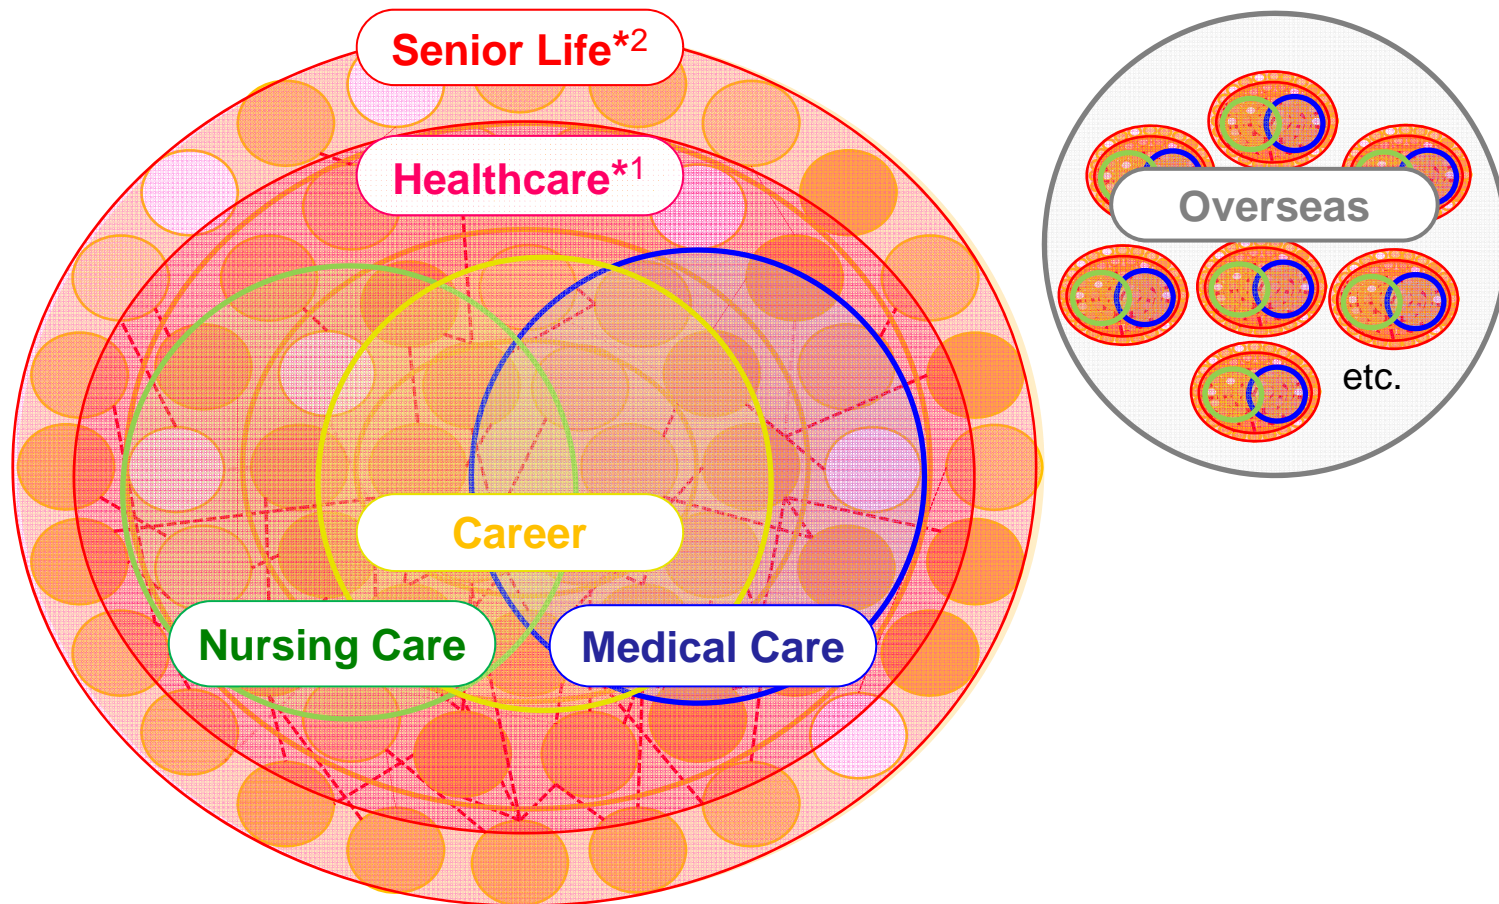 Senior Life*2
Healthcare*1
Career
Nursing Care
Medical Care
Overseas
etc.